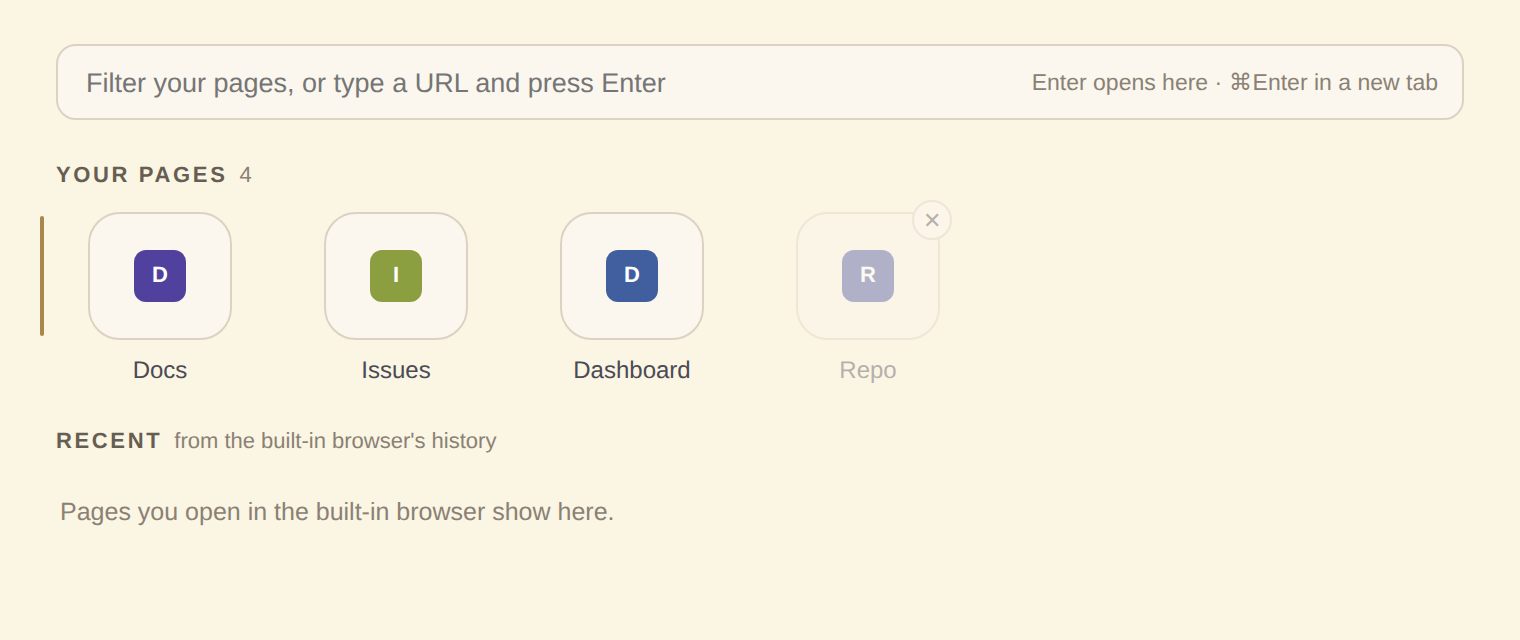 Filter your pages, or type a URL and press Enter
Enter opens here · ⌘Enter in a new tab
YOUR PAGES 4
D I D R
Docs Issues Dashboard Repo
RECENT from the built-in browser's history
Pages you open in the built-in browser show here.